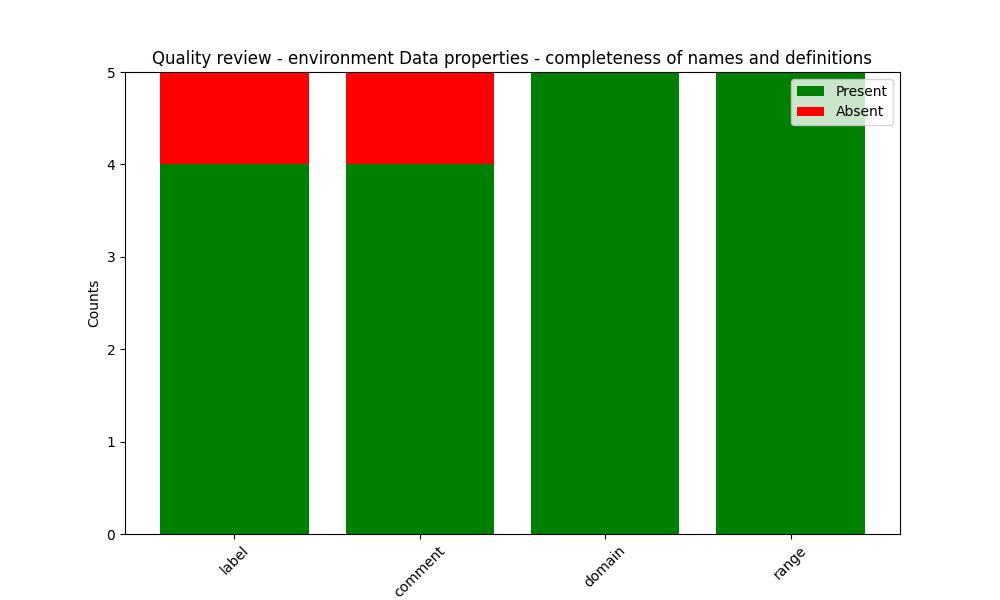 Quality review - environment Data properties - completeness of names and definitions
5
4
3
2
1
0
Counts
Present
Absent
label
comment
domain
range